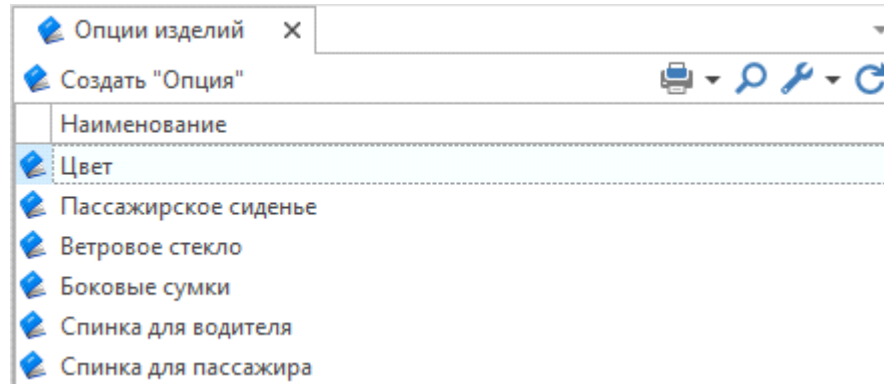 Опции изделий
Создать "Опция"
Наименование
Цвет
Пассажирское сиденье
Ветровое стекло
Боковые сумки
Спинка для водителя
Спинка для пассажира